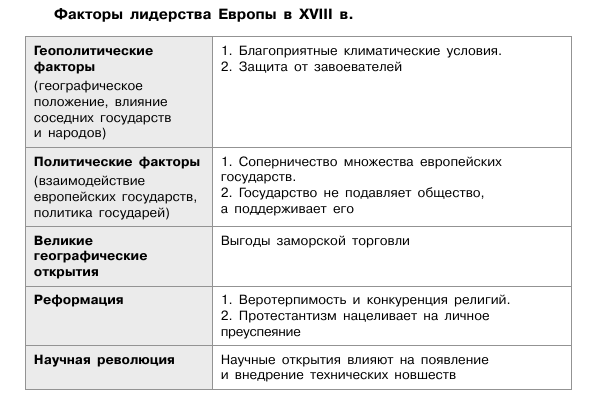 Факторы лидерства Европы в XVIII в.
Геополитические
факторы
(географическое
положение, влияние
соседних государств
и народов)
1. Благоприятные климатические условия.
2. Защита от завоевателей
Политические факторы
(взаимодействие
европейских государств,
политика государей)
1. Соперничество множества европейских
государств.
2. Государство не подавляет общество,
а поддерживает его
Великие
географические
открытия
Выгоды заморской торговли
Реформация
1. Веротерпимость и конкуренция религий.
2. Протестантизм нацеливает на личное
преуспеяние
Научная революция
Научные открытия влияют на появление
и внедрение технических новшеств